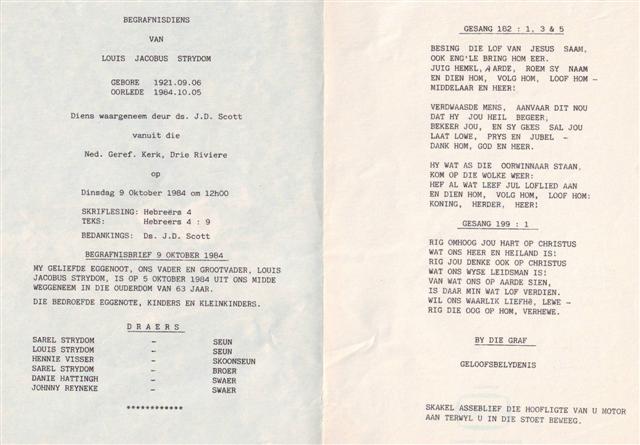 BEGRAFNISDIENS
VAN
LOUIS JACOBUS STRYDOM
GEBORE 1921.09.06
OORLEDE 1984.10.05
Diens waargeneem deur ds. J.D. Scott
vanuit die
Ned. Geref. Kerk, Drie Riviere
op
Dinsdag 9 Oktober 1984 om 12h00
SKRIFLESING: Hebreërs 4
TEKS: Hebreërs 4 : 9
BEDANKINGS: Ds. J.D. Scott
BEGRAFNISBRIEF 9 OKTOBER 1984
MY GELIEFDE EGGENOOT, ONS VADER EN GROOTVADER, LOUIS
JACOBUS STRYDOM, IS OP 5 OKTOBER 1984 UIT ONS MIDDE
WEGGENEEM IN DIE OUDERDOM VAN 63 JAAR.
DIE BEDROEFDE EGGENOTE, KINDERS EN KLEINKINDERS.
D R A E R S
SAREL STRYDOM – SEUN
LOUIS STRYDOM – SEUN
HENNIE VISSER – SKOONSEUN
SAREL STRYDOM – BROER
DANIE HATTINGH – SWAER
JOHNNY REYNEKE – SWAER
************
GESANG 182 : 1, 3 & 5
BESING DIE LOF VAN JESUS SAAM,
OOK ENG'LE BRING HOM EER.
JUIG HEMEL, AARDE, ROEM SY NAAM
EN DIEN HOM, VOLG HOM, LOOF HOM –
MIDDELAAR EN HEER!
VERDWAASDE MENS, AANVAAR DIT NOU
DAT HY JOU HEIL BEGEER;
BEKEER JOU, EN SY GEES SAL JOU
LAAT LOWE, PRYS EN JUBEL –
DANK HOM, GOD EN HEER.
HY WAT AS DIE OORWINNAAR STAAN,
KOM OP DIE WOLKE WEER:
HEF AL WAT LEEF JUL LOFLIED AAN
EN DIEN HOM, VOLG HOM, LOOF HOM:
KONING, HERDER, HEER!
GESANG 199 : 1
RIG OMHOOG JOU HART OP CHRISTUS
WAT ONS HEER EN HEILAND IS!
RIG JOU DENKE OOK OP CHRISTUS
WAT ONS WYSE LEIDSMAN IS!
VAN WAT ONS OP AARDE SIEN,
IS DAAR MIN WAT LOF VERDIEN.
WIL ONS WAARLIK LIEFHê, LEWE –
RIG DIE OOG OP HOM, VERHEWE.
BY DIE GRAF
GELOOFSBELYDENIS
SKAKEL ASSEBLIEF DIE HOOFLIGTE VAN U MOTOR
AAN TERWYL U IN DIE STOET BEWEEG.